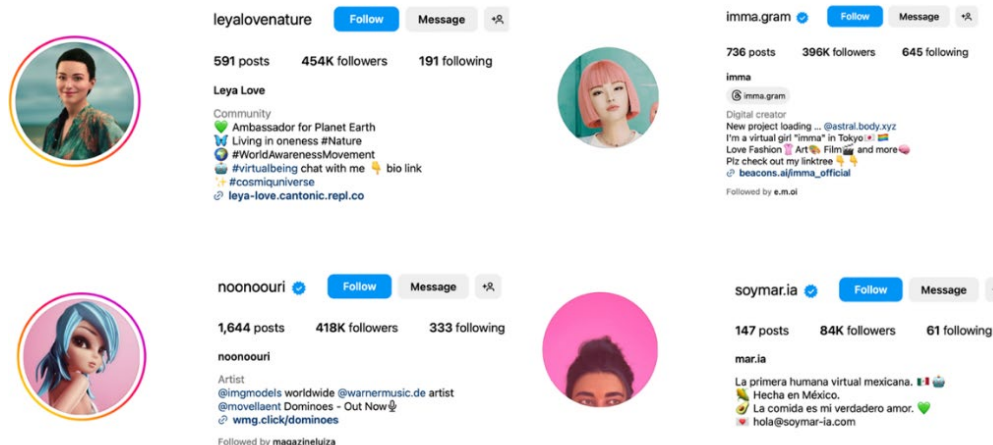 leyalovenature Follow Message
591 posts 454K followers 191 following
Leya Love
Community
💚 Ambassador for Planet Earth
🦋 Living in oneness #Nature
🌍 #WorldAwarenessMovement
🤖 #virtualbeing chat with me 👇 bio link
✨ #cosmiquniverse
leya-love.cantonic.repl.co
imma.gram Follow Message
736 posts 396K followers 645 following
imma
imma.gram
Digital creator
New project loading ... @astral.body.xyz
I'm a virtual girl "imma" in Tokyo🇯🇵 🏳️‍🌈
Love Fashion👚Art🎨 Film🎬 and more🧠
Plz check out my linktree👇👇
beacons.ai/imma_official
Followed by e.m.oi
noonoouri Follow Message
1,644 posts 418K followers 333 following
noonoouri
Artist
@imgmodels worldwide @warnermusic.de artist
@movellaent Dominoes - Out Now🎙
wmg.click/dominoes
Followed by magazineluiza
soymar.ia Follow Message
147 posts 84K followers 61 following
mar.ia
La primera humana virtual mexicana. 🇲🇽 🤖
🌽 Hecha en México.
🥑 La comida es mi verdadero amor. 💚
💌 hola@soymar-ia.com